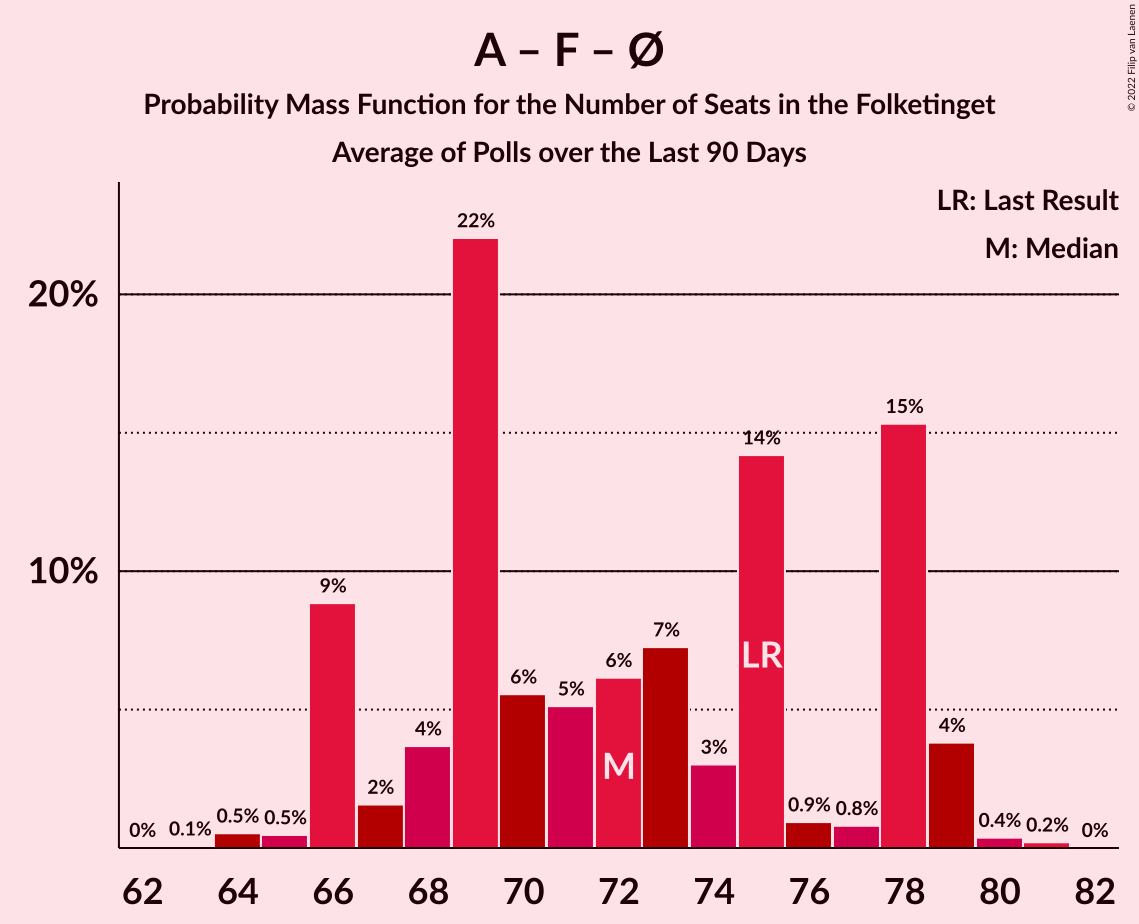 A – F – Ø
Probability Mass Function for the Number of Seats in the Folketinget
Average of Polls over the Last 90 Days
© 2022 Filip van Laenen
LR: Last Result
M: Median
20%
10%
0%
0.1%
0.5%
0.5%
9%
2%
4%
22%
6%
5%
6%
7%
3%
14%
0.9%
0.8%
15%
4%
0.4%
0.2%
0%
M
LR
62 64 66 68 70 72 74 76 78 80 82